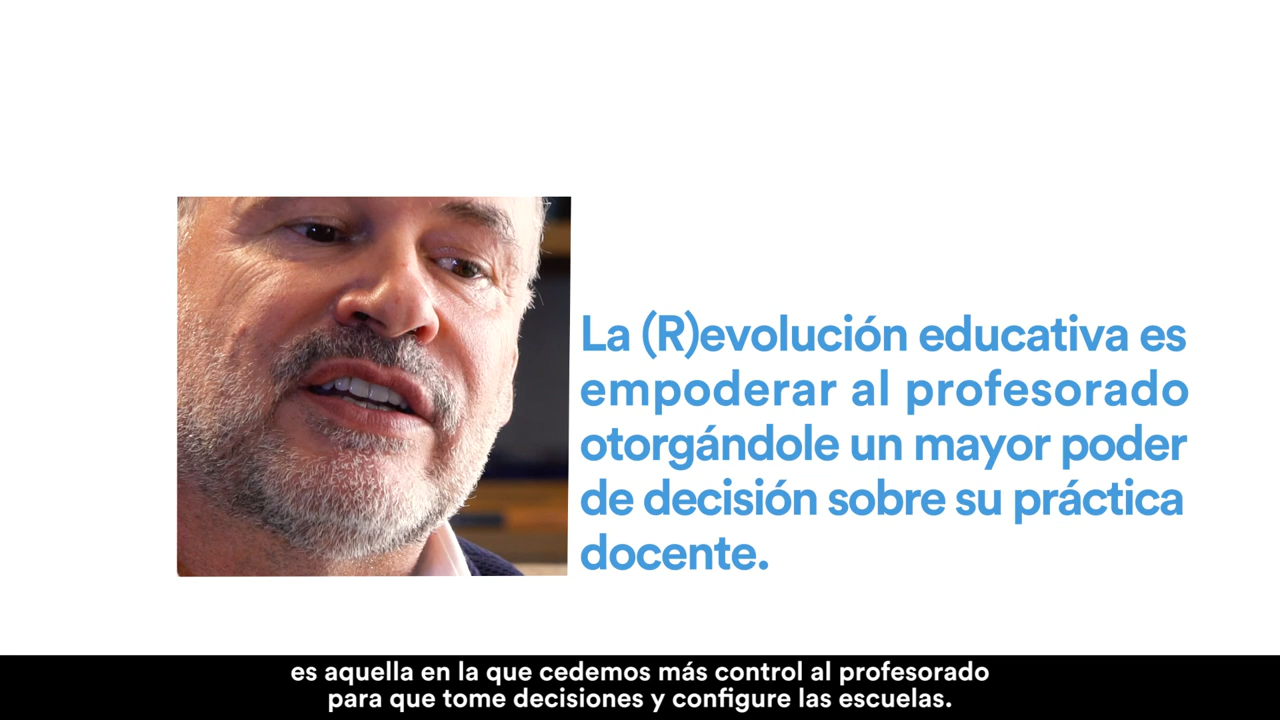 La (R)evolución educativa es
empoderar al profesorado
otorgándole un mayor poder
de decisión sobre su práctica
docente.
es aquella en la que cedemos más control al profesorado
para que tome decisiones y configure las escuelas.